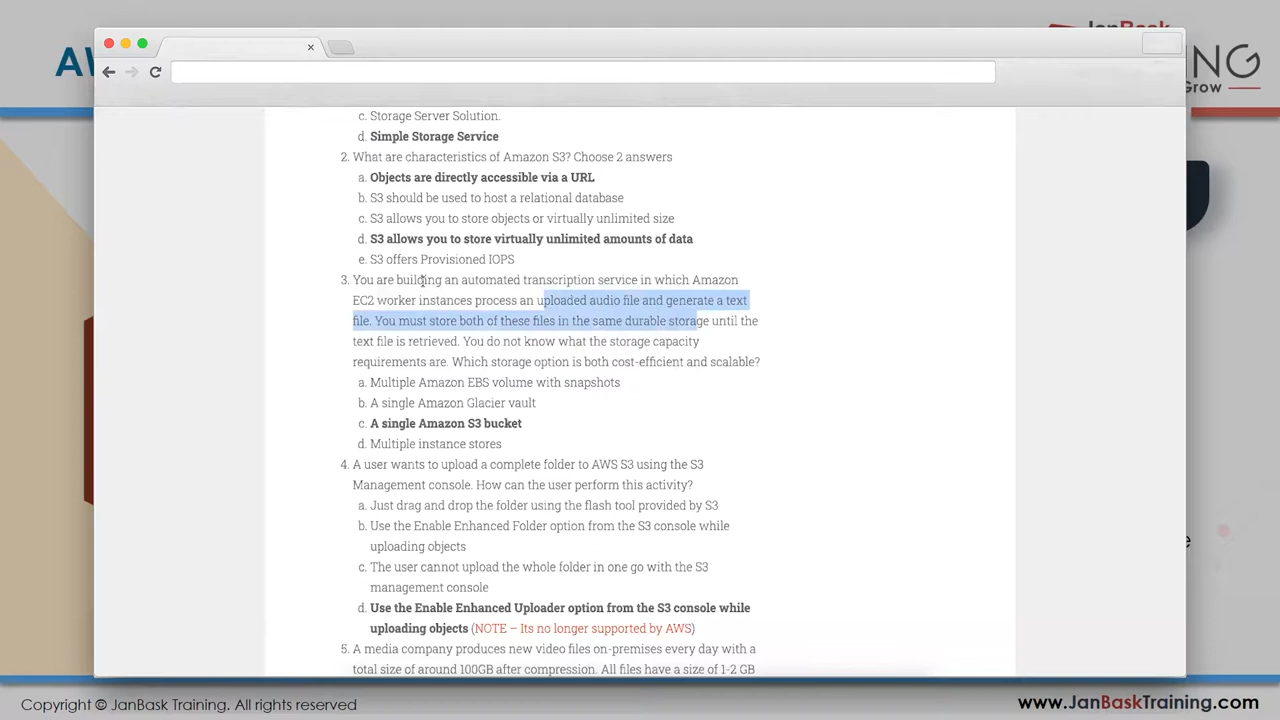 AW
JanBask
NING
Grow
c. Storage Server Solution.
d. Simple Storage Service
2. What are characteristics of Amazon S3? Choose 2 answers
a. Objects are directly accessible via a URL
b. S3 should be used to host a relational database
c. S3 allows you to store objects or virtually unlimited size
d. S3 allows you to store virtually unlimited amounts of data
e. S3 offers Provisioned IOPS
3. You are building an automated transcription service in which Amazon
EC2 worker instances process an uploaded audio file and generate a text
file. You must store both of these files in the same durable storage until the
text file is retrieved. You do not know what the storage capacity
requirements are. Which storage option is both cost-efficient and scalable?
a. Multiple Amazon EBS volume with snapshots
b. A single Amazon Glacier vault
c. A single Amazon S3 bucket
d. Multiple instance stores
4. A user wants to upload a complete folder to AWS S3 using the S3
Management console. How can the user perform this activity?
a. Just drag and drop the folder using the flash tool provided by S3
b. Use the Enable Enhanced Folder option from the S3 console while
uploading objects
c. The user cannot upload the whole folder in one go with the S3
management console
d. Use the Enable Enhanced Uploader option from the S3 console while
uploading objects (NOTE – Its no longer supported by AWS)
5. A media company produces new video files on-premises every day with a
total size of around 100GB after compression. All files have a size of 1-2 GB
Copyright © JanBask Training. All rights reserved
www.JanBaskTraining.com